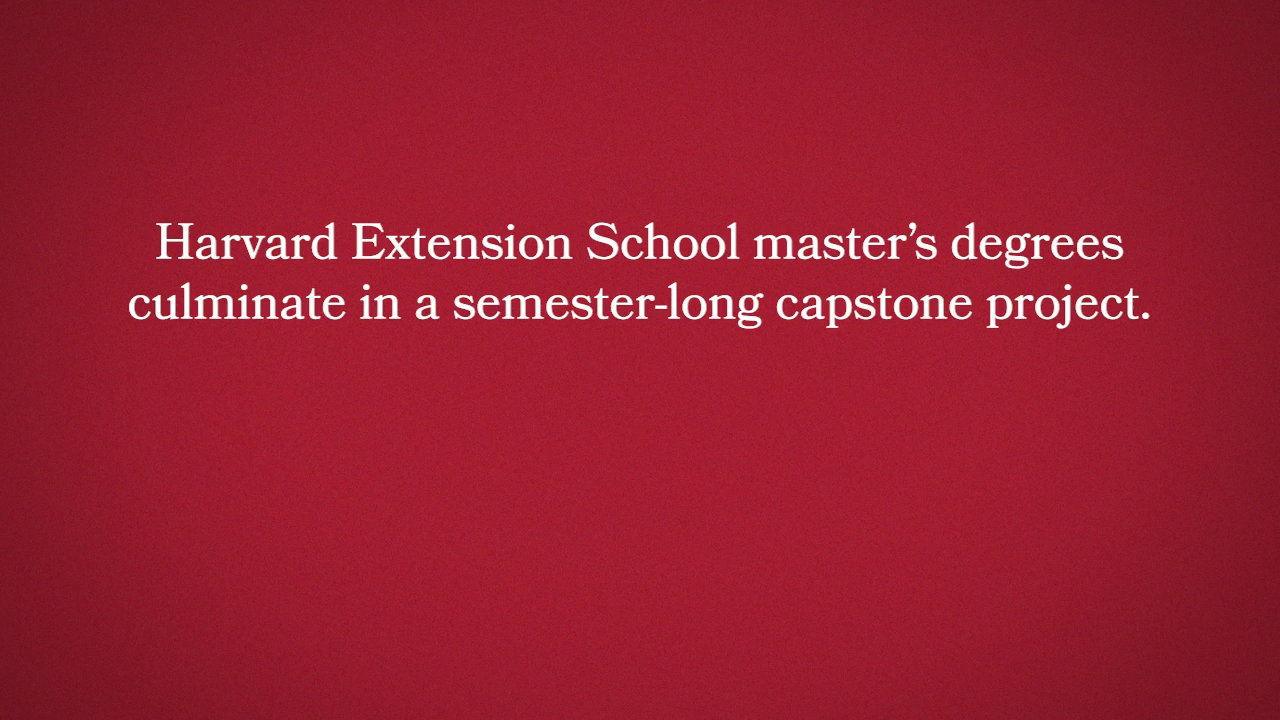 Harvard Extension School master’s degrees
culminate in a semester-long capstone project.